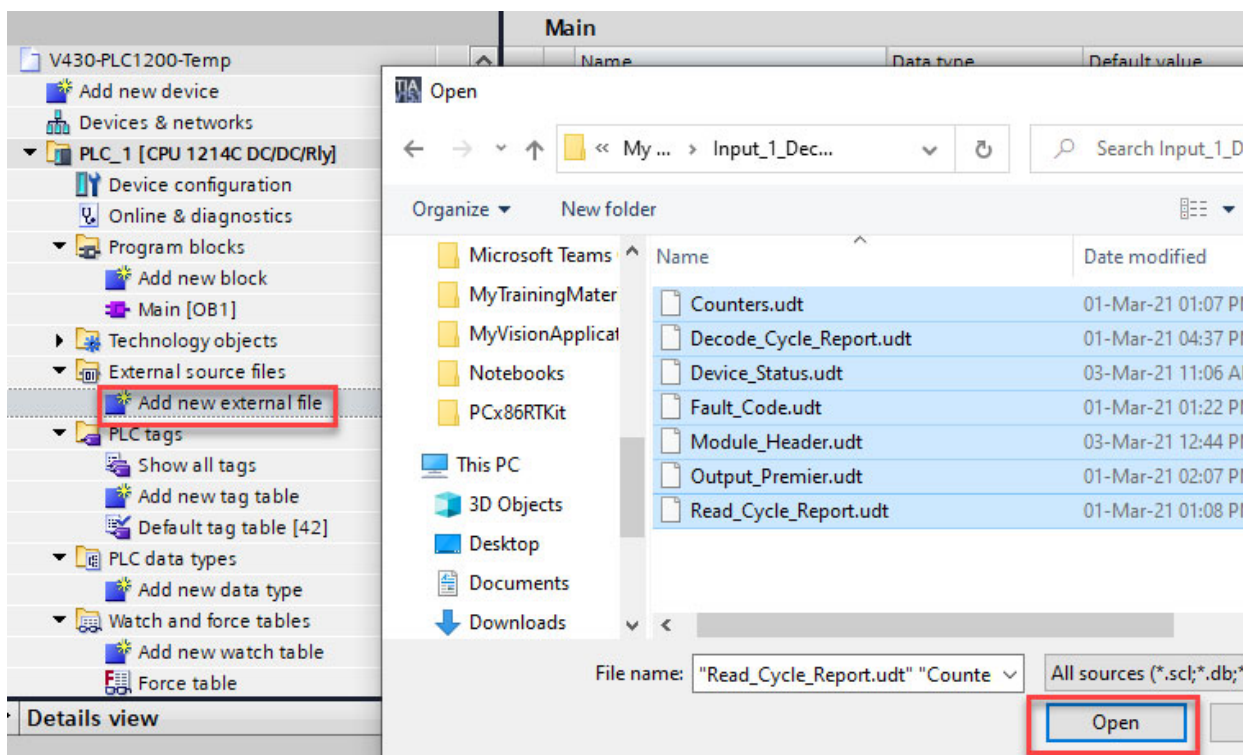 Main
V430-PLC1200-Temp
Name Data type Default value
Add new device
Devices & networks
PLC_1 [CPU 1214C DC/DC/Rly]
Device configuration
Online & diagnostics
Program blocks
Add new block
Main [OB1]
Technology objects
External source files
Add new external file
PLC tags
Show all tags
Add new tag table
Default tag table [42]
PLC data types
Add new data type
Watch and force tables
Add new watch table
Force table
Details view
Open
« My ... › Input_1_Dec...
Search Input_1_D
Organize New folder
Microsoft Teams
MyTrainingMater
MyVisionApplicat
Notebooks
PCx86RTKit
This PC
3D Objects
Desktop
Documents
Downloads
Name Date modified
Counters.udt 01-Mar-21 01:07 P
Decode_Cycle_Report.udt 01-Mar-21 04:37 P
Device_Status.udt 03-Mar-21 11:06 A
Fault_Code.udt 01-Mar-21 01:22 P
Module_Header.udt 03-Mar-21 12:44 P
Output_Premier.udt 01-Mar-21 02:07 P
Read_Cycle_Report.udt 01-Mar-21 01:08 P
File name: "Read_Cycle_Report.udt" "Counte All sources (*.scl;*.db;*
Open